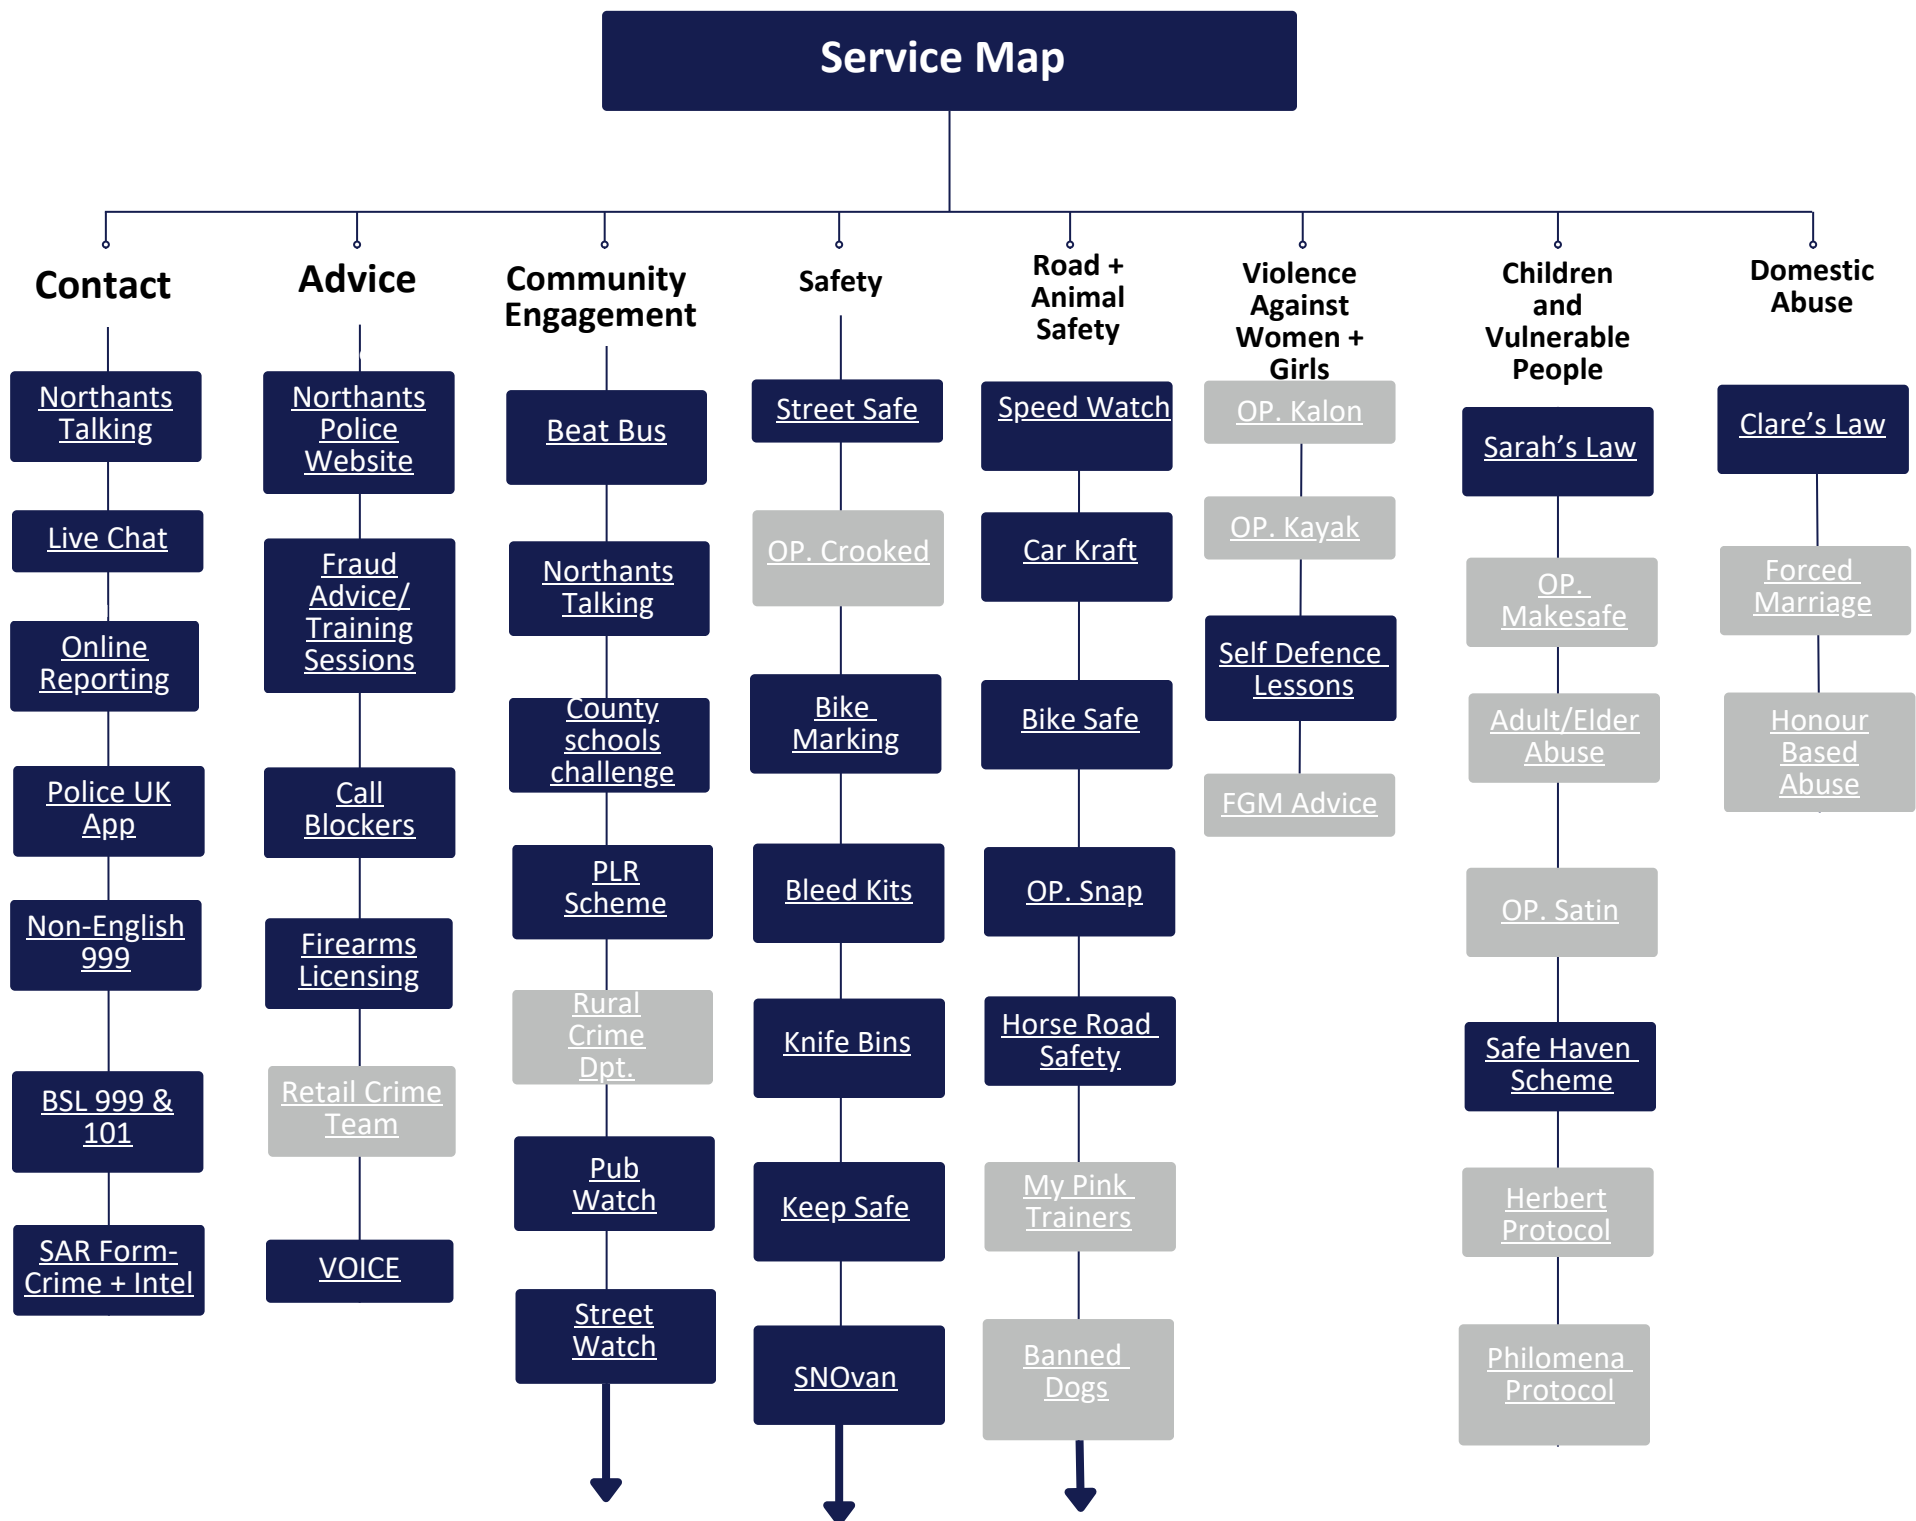 Service Map
Contact
Northants
Talking
Live Chat
Online
Reporting
Police UK
App
Non-English
999
BSL 999 &
101
SAR Form-
Crime + Intel
Advice
Northants
Police
Website
Fraud
Advice/
Training
Sessions
Call
Blockers
Firearms
Licensing
Retail Crime
Team
VOICE
Community
Engagement
Beat Bus
Northants
Talking
County
schools
challenge
PLR
Scheme
Rural
Crime
Dpt.
Pub
Watch
Street
Watch
Safety
Street Safe
OP. Crooked
Bike
Marking
Bleed Kits
Knife Bins
Keep Safe
SNOvan
Road +
Animal
Safety
Speed Watch
Car Kraft
Bike Safe
OP. Snap
Horse Road
Safety
My Pink
Trainers
Banned
Dogs
Violence
Against
Women +
Girls
OP. Kalon
OP. Kayak
Self Defence
Lessons
FGM Advice
Children
and
Vulnerable
People
Sarah's Law
OP.
Makesafe
Adult/Elder
Abuse
OP. Satin
Safe Haven
Scheme
Herbert
Protocol
Philomena
Protocol
Domestic
Abuse
Clare's Law
Forced
Marriage
Honour
Based
Abuse